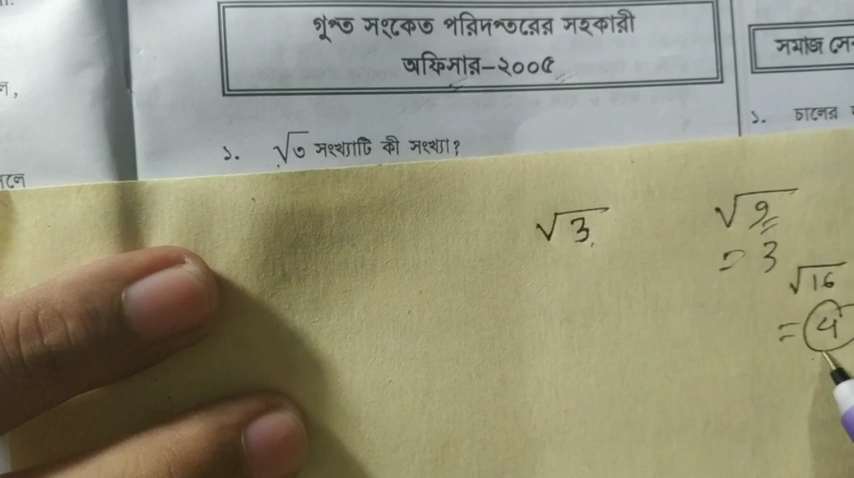 গুপ্ত সংকেত পরিদপ্তরের সহকারী
অফিসার–২০০৫
১. √৩ সংখ্যাটি কী সংখ্যা?
সমাজ
১. চালের
√3
√9
= 3
√16
= 4